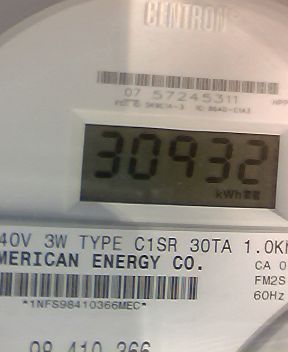 CENTRON®
07 57245311
30932
kWh
40V 3W TYPE C1SR 30TA 1.0K
MERICAN ENERGY CO.
CA 0
FM2S
60Hz
*1NFS98410366MEC*
98 410 366